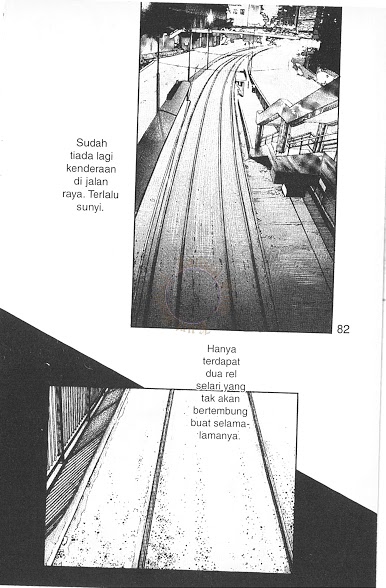 Sudah
tiada lagi
kenderaan
di jalan
raya. Terlalu
sunyi.
82
Hanya
terdapat
dua rel
selari yang
tak akan
bertembung
buat selama-
lamanya.